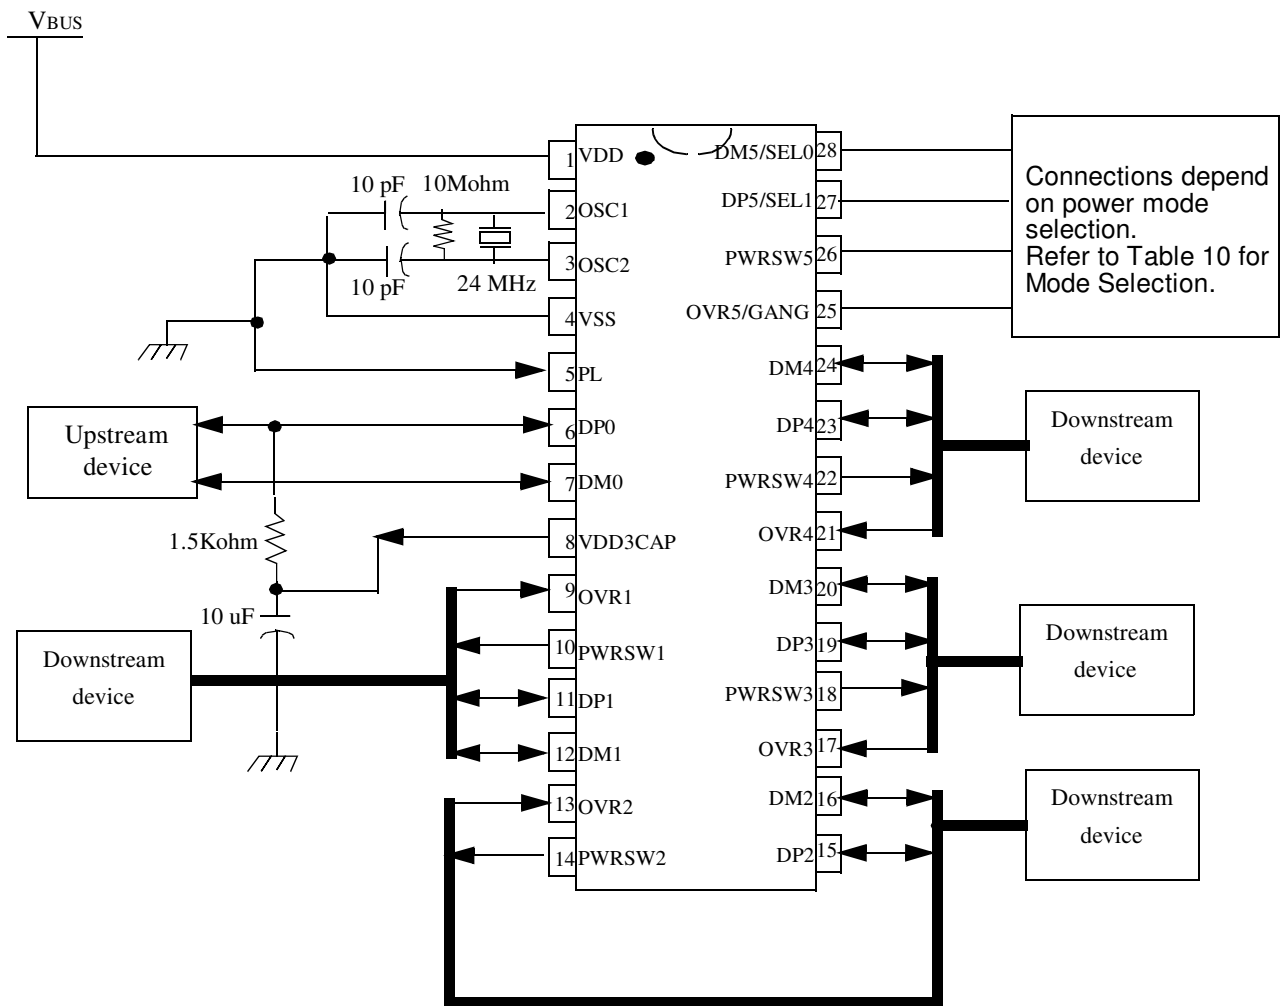 VBUS
1 VDD
10 pF
10Mohm
2 OSC1
3 OSC2
10 pF
24 MHz
4 VSS
5 PL
Upstream
device
6 DP0
7 DM0
1.5Kohm
8 VDD3CAP
10 uF
9 OVR1
Downstream
device
10 PWRSW1
11 DP1
12 DM1
13 OVR2
14 PWRSW2
DM5/SEL0 28
DP5/SEL1 27
PWRSW5 26
OVR5/GANG 25
Connections depend
on power mode
selection.
Refer to Table 10 for
Mode Selection.
DM4 24
DP4 23
PWRSW4 22
OVR4 21
Downstream
device
DM3 20
DP3 19
PWRSW3 18
OVR3 17
Downstream
device
DM2 16
DP2 15
Downstream
device